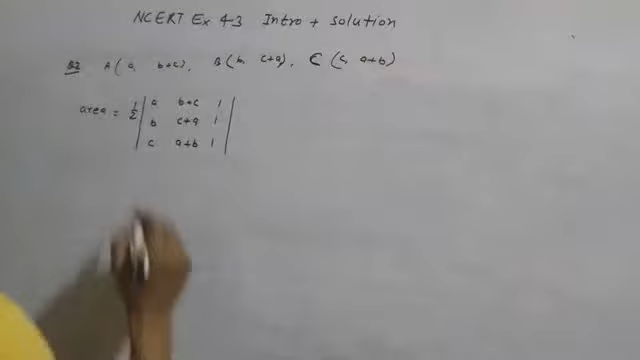 NCERT Ex 4.3 Intro + solution
Q2 A(a, b+c), B(b, c+a), C(c, a+b)
area = 1/2 | a b+c 1 |
| b c+a 1 |
| c a+b 1 |